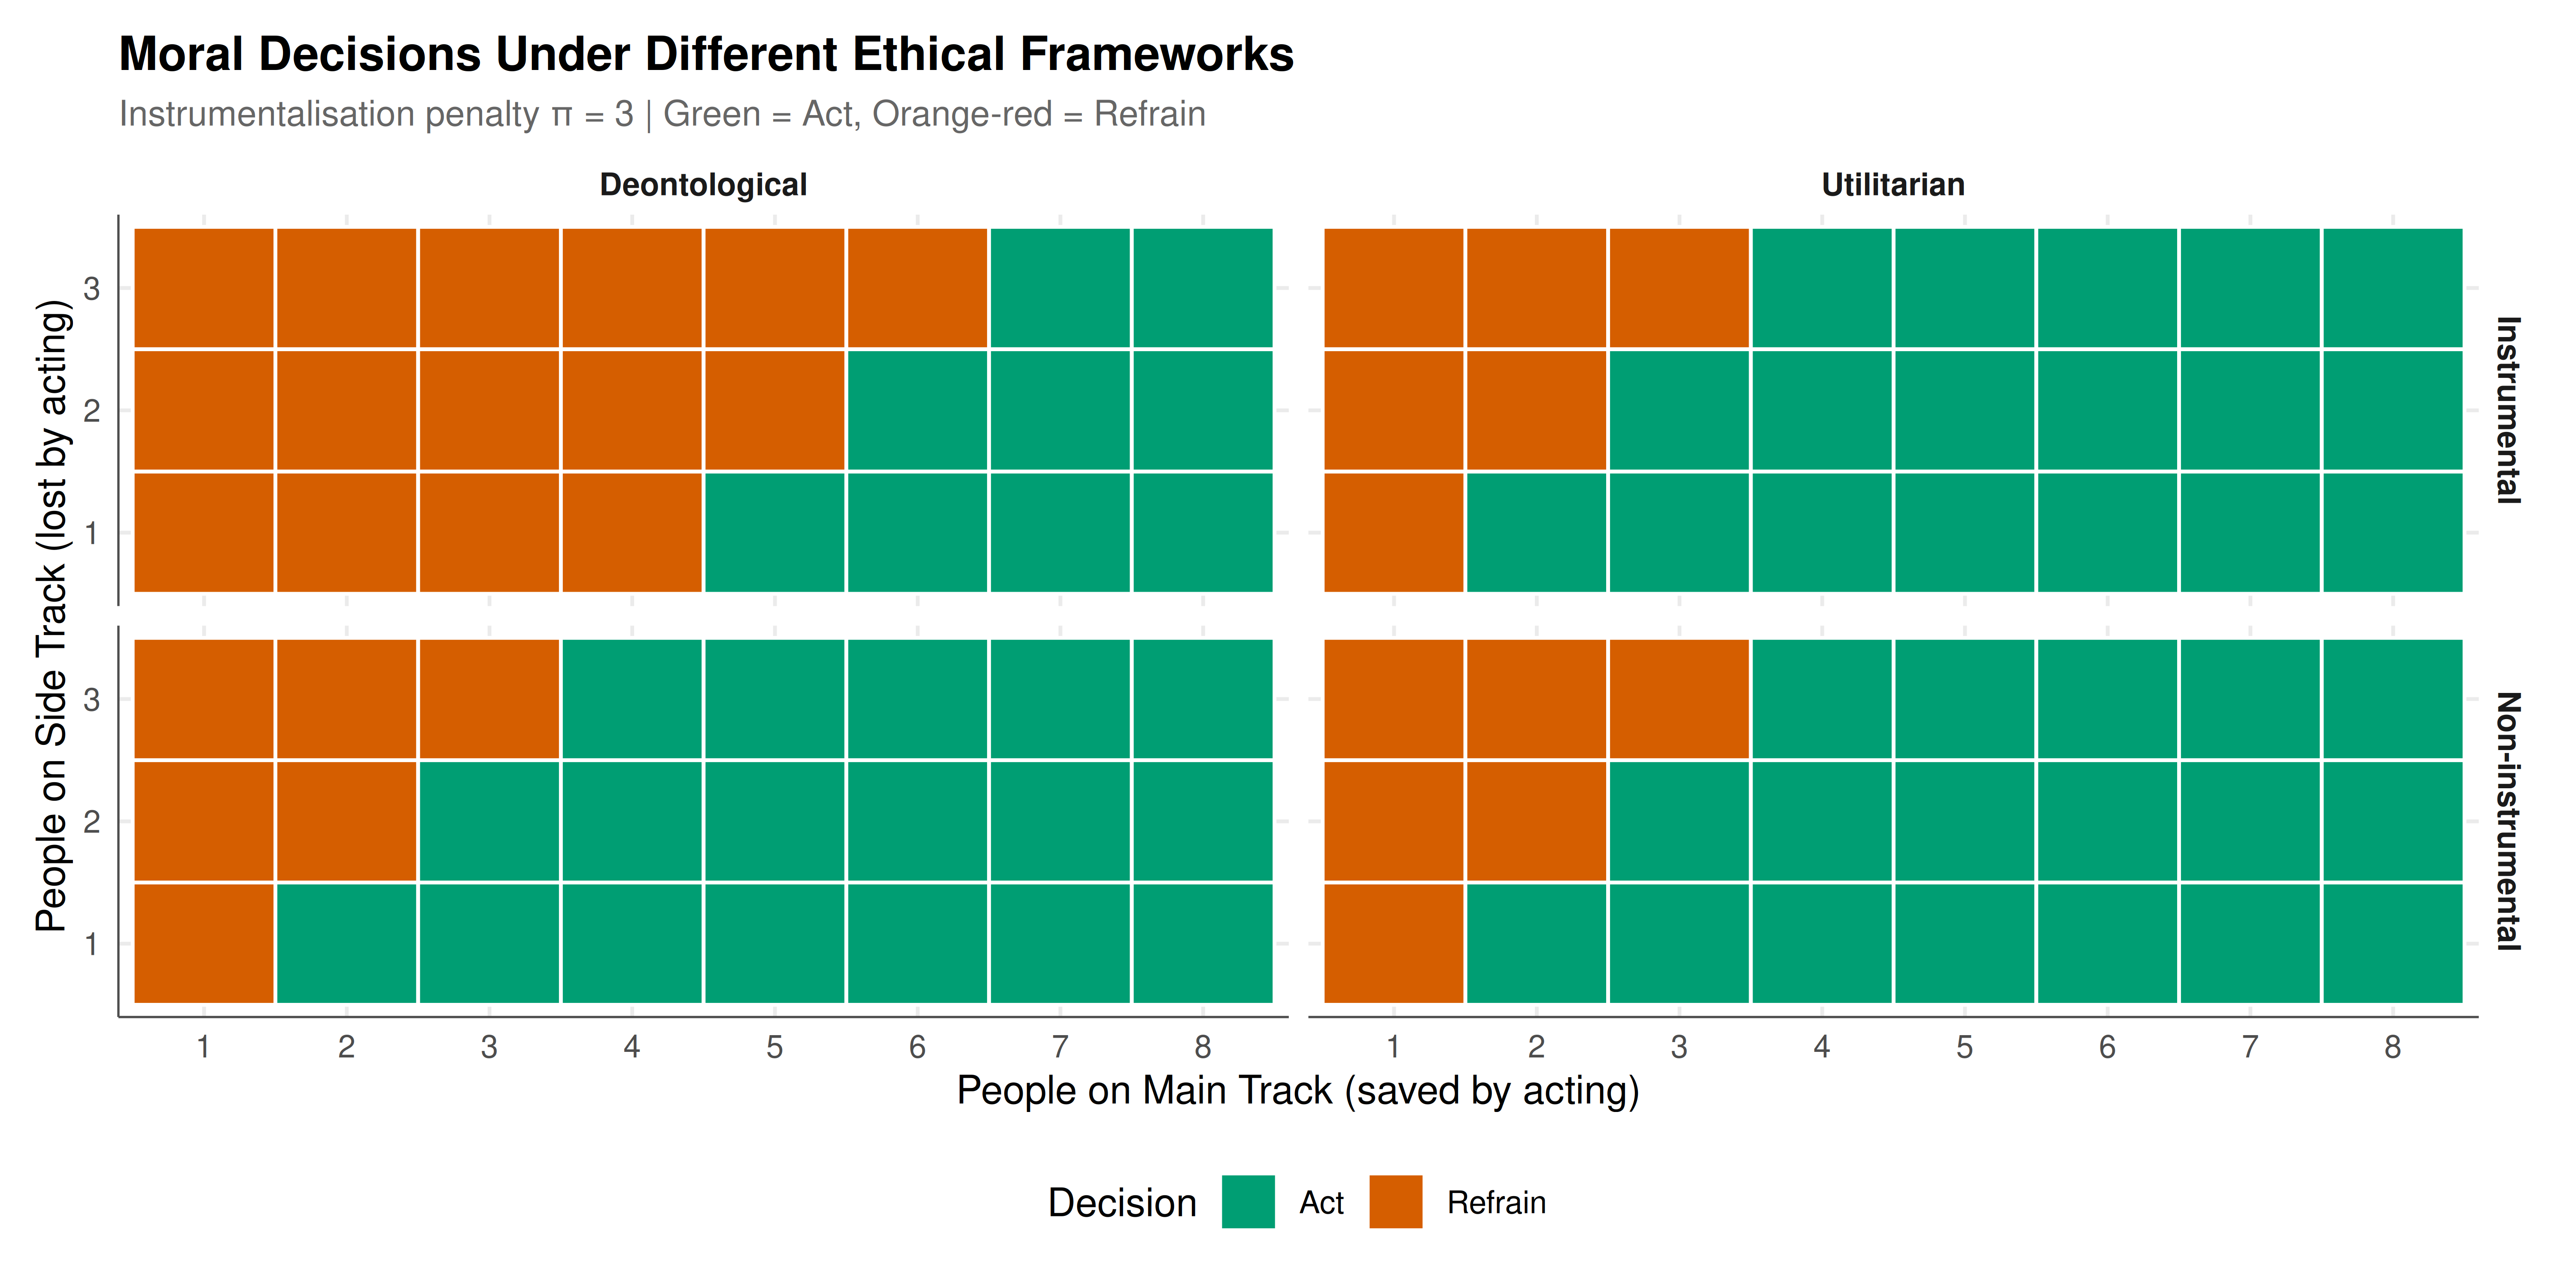 Moral Decisions Under Different Ethical Frameworks
Instrumentalisation penalty π = 3 | Green = Act, Orange-red = Refrain
Deontological
Utilitarian
People on Side Track (lost by acting)
3
2
1
Instrumental
3
2
1
Non-instrumental
1 2 3 4 5 6 7 8
1 2 3 4 5 6 7 8
People on Main Track (saved by acting)
Decision Act Refrain